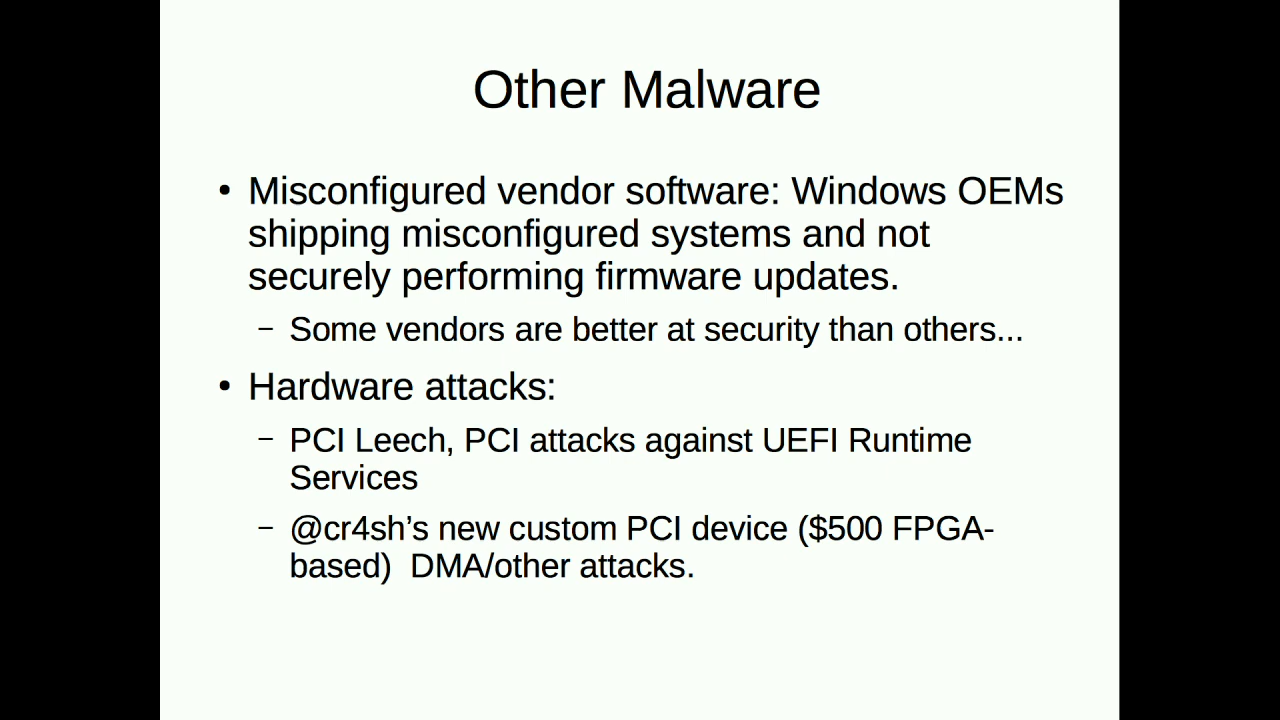 Other Malware
• Misconfigured vendor software: Windows OEMs
shipping misconfigured systems and not
securely performing firmware updates.
– Some vendors are better at security than others...
• Hardware attacks:
– PCI Leech, PCI attacks against UEFI Runtime
Services
– @cr4sh’s new custom PCI device ($500 FPGA-
based)  DMA/other attacks.